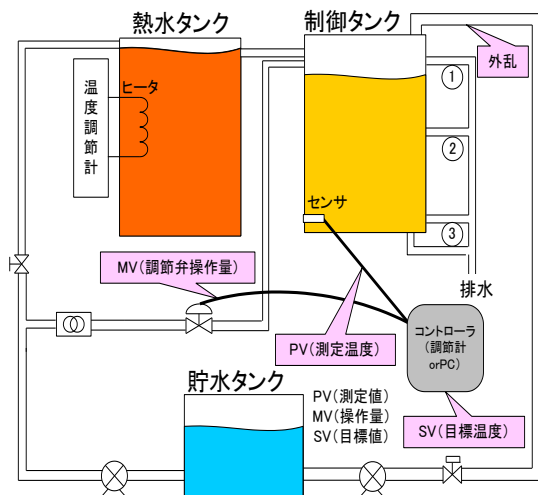 熱水タンク
制御タンク
外乱
ヒータ
温度調節計
①
②
③
センサ
MV(調節弁操作量)
排水
PV(測定温度)
コントローラ
(調節計
orPC)
貯水タンク
PV(測定値)
MV(操作量)
SV(目標値)
SV(目標温度)